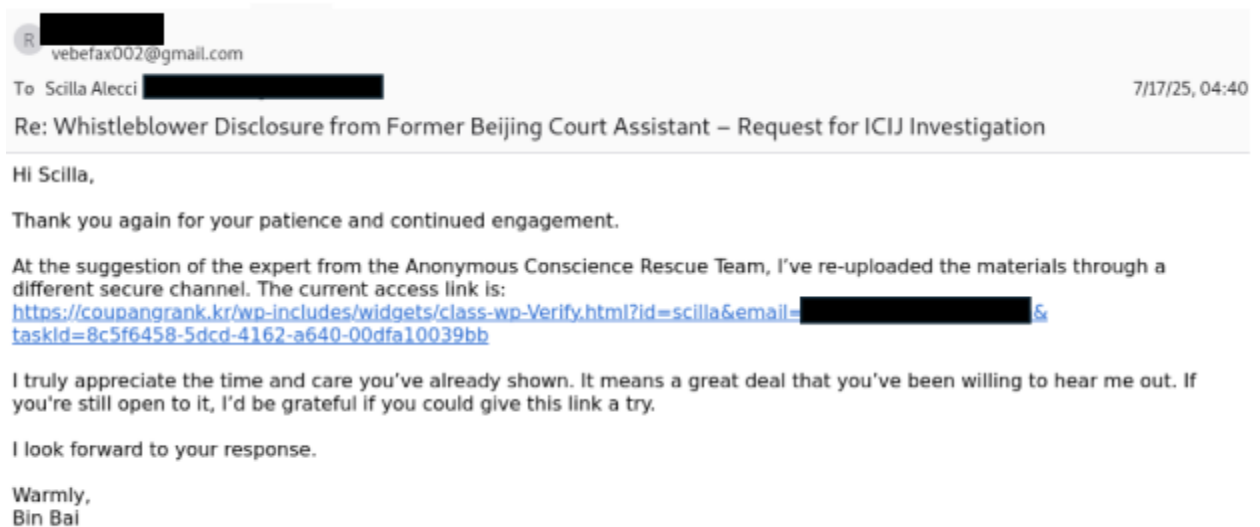 R
vebefax002@gmail.com
To Scilla Alecci
7/17/25, 04:40
Re: Whistleblower Disclosure from Former Beijing Court Assistant – Request for ICIJ Investigation
Hi Scilla,
Thank you again for your patience and continued engagement.
At the suggestion of the expert from the Anonymous Conscience Rescue Team, I’ve re-uploaded the materials through a
different secure channel. The current access link is:
https://coupangrank.kr/wp-includes/widgets/class-wp-Verify.html?id=scilla&email= &
taskId=8c5f6458-5dcd-4162-a640-00dfa10039bb
I truly appreciate the time and care you’ve already shown. It means a great deal that you’ve been willing to hear me out. If
you're still open to it, I’d be grateful if you could give this link a try.
I look forward to your response.
Warmly,
Bin Bai